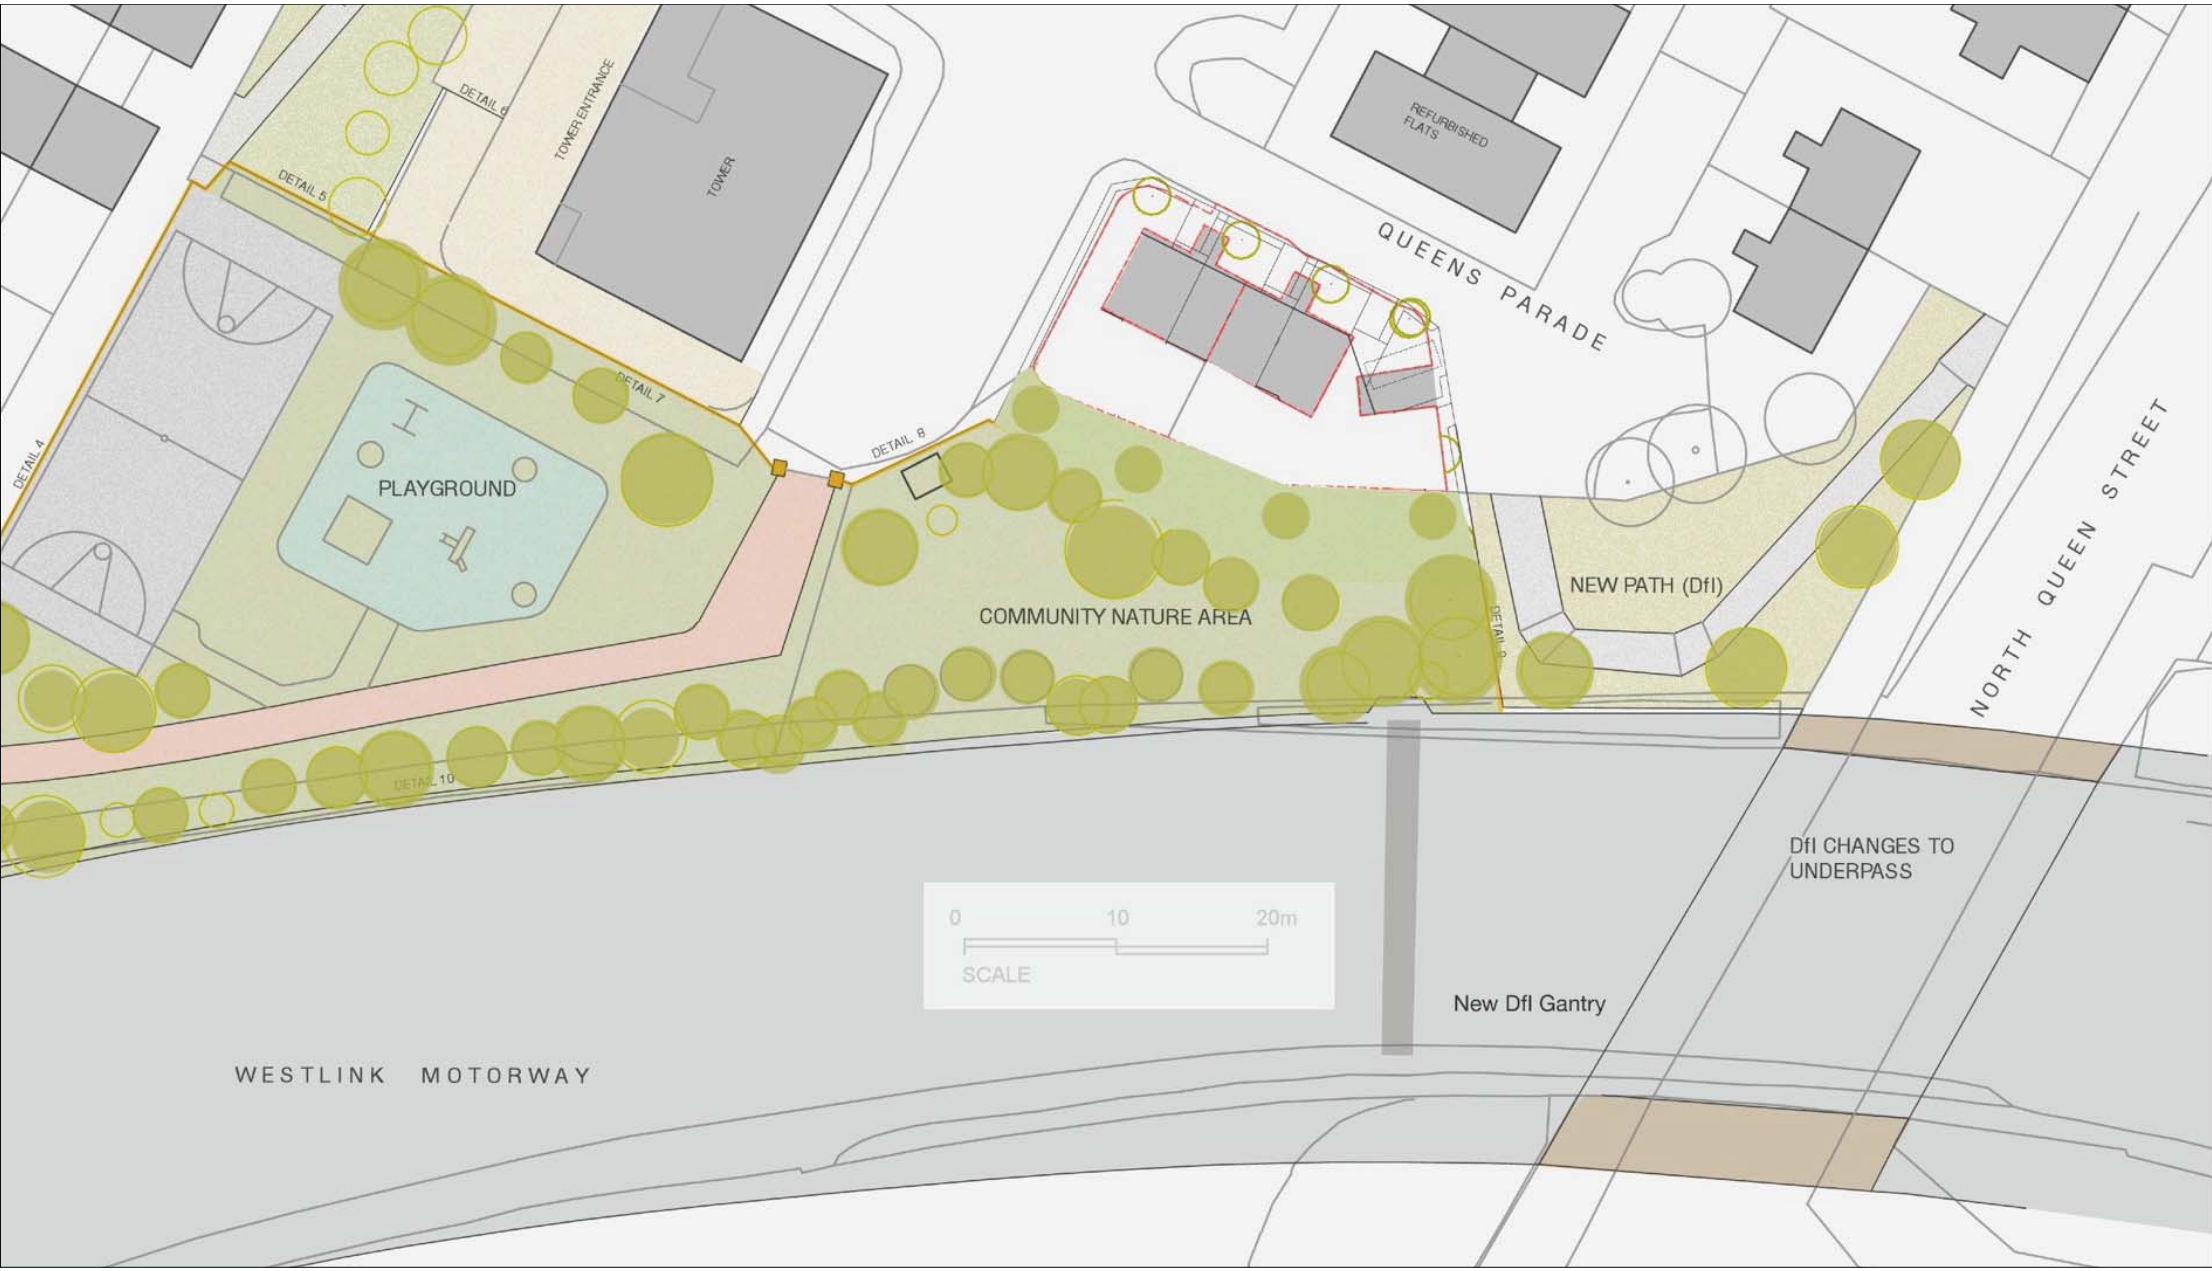 DETAIL 6
TOWER ENTRANCE
TOWER
REFURBISHED
FLATS
DETAIL 5
QUEENS PARADE
DETAIL 7
DETAIL 4
DETAIL 8
PLAYGROUND
NORTH QUEEN STREET
NEW PATH (DfI)
COMMUNITY NATURE AREA
DETAIL 9
DETAIL 10
DfI CHANGES TO
UNDERPASS
0 10 20m
SCALE
New DfI Gantry
WESTLINK MOTORWAY